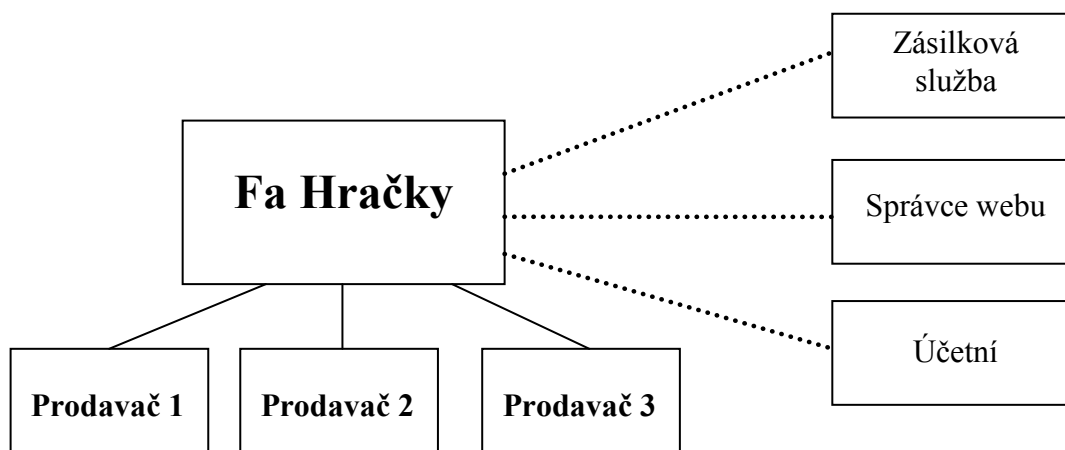 Zásilková
služba
Fa Hračky
Správce webu
Účetní
Prodavač 1
Prodavač 2
Prodavač 3